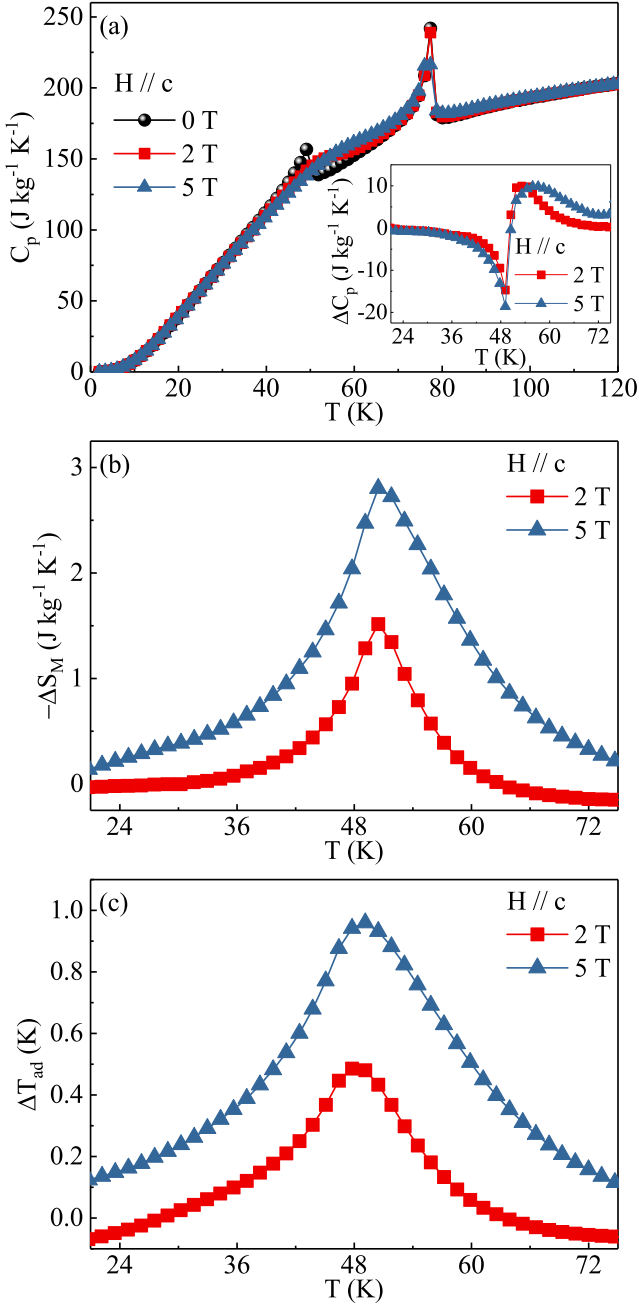 (a)
250
200
150
100
50
0
C_p (J kg⁻¹ K⁻¹)
H // c
0 T
2 T
5 T
10
0
-10
-20
ΔC_p (J kg⁻¹ K⁻¹)
H // c
2 T
5 T
24 36 48 60 72
T (K)
0 20 40 60 80 100 120
T (K)
(b)
3
2
1
0
−ΔS_M (J kg⁻¹ K⁻¹)
H // c
2 T
5 T
24 36 48 60 72
T (K)
(c)
1.0
0.8
0.6
0.4
0.2
0.0
ΔT_ad (K)
H // c
2 T
5 T
24 36 48 60 72
T (K)